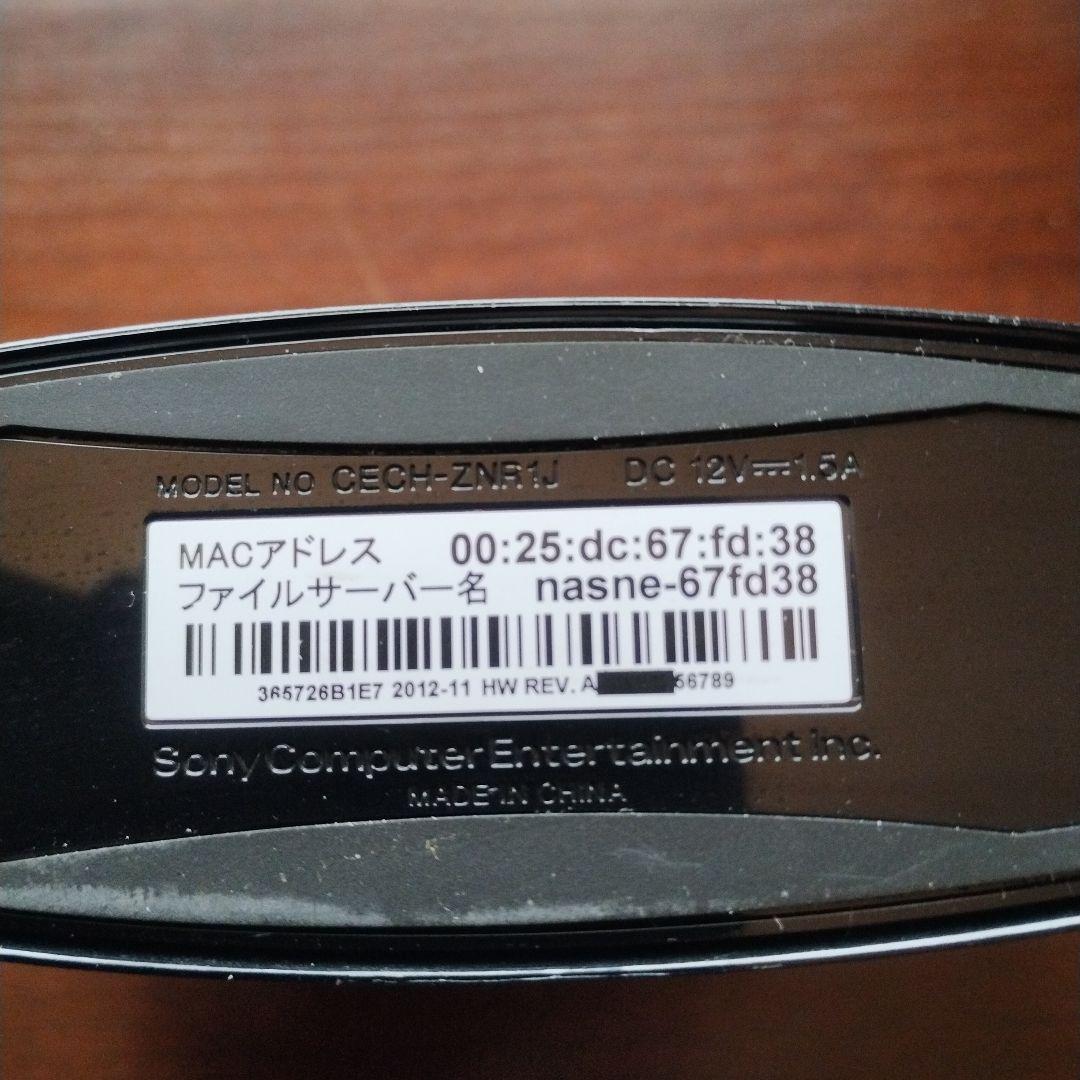 MODEL NO CECH-ZNR1J DC 12V⎓1.5A
MACアドレス 00:25:dc:67:fd:38
ファイルサーバー名 nasne-67fd38
365726B1E7 2012-11 HW REV. A 56789
Sony Computer Entertainment Inc.
MADE IN CHINA